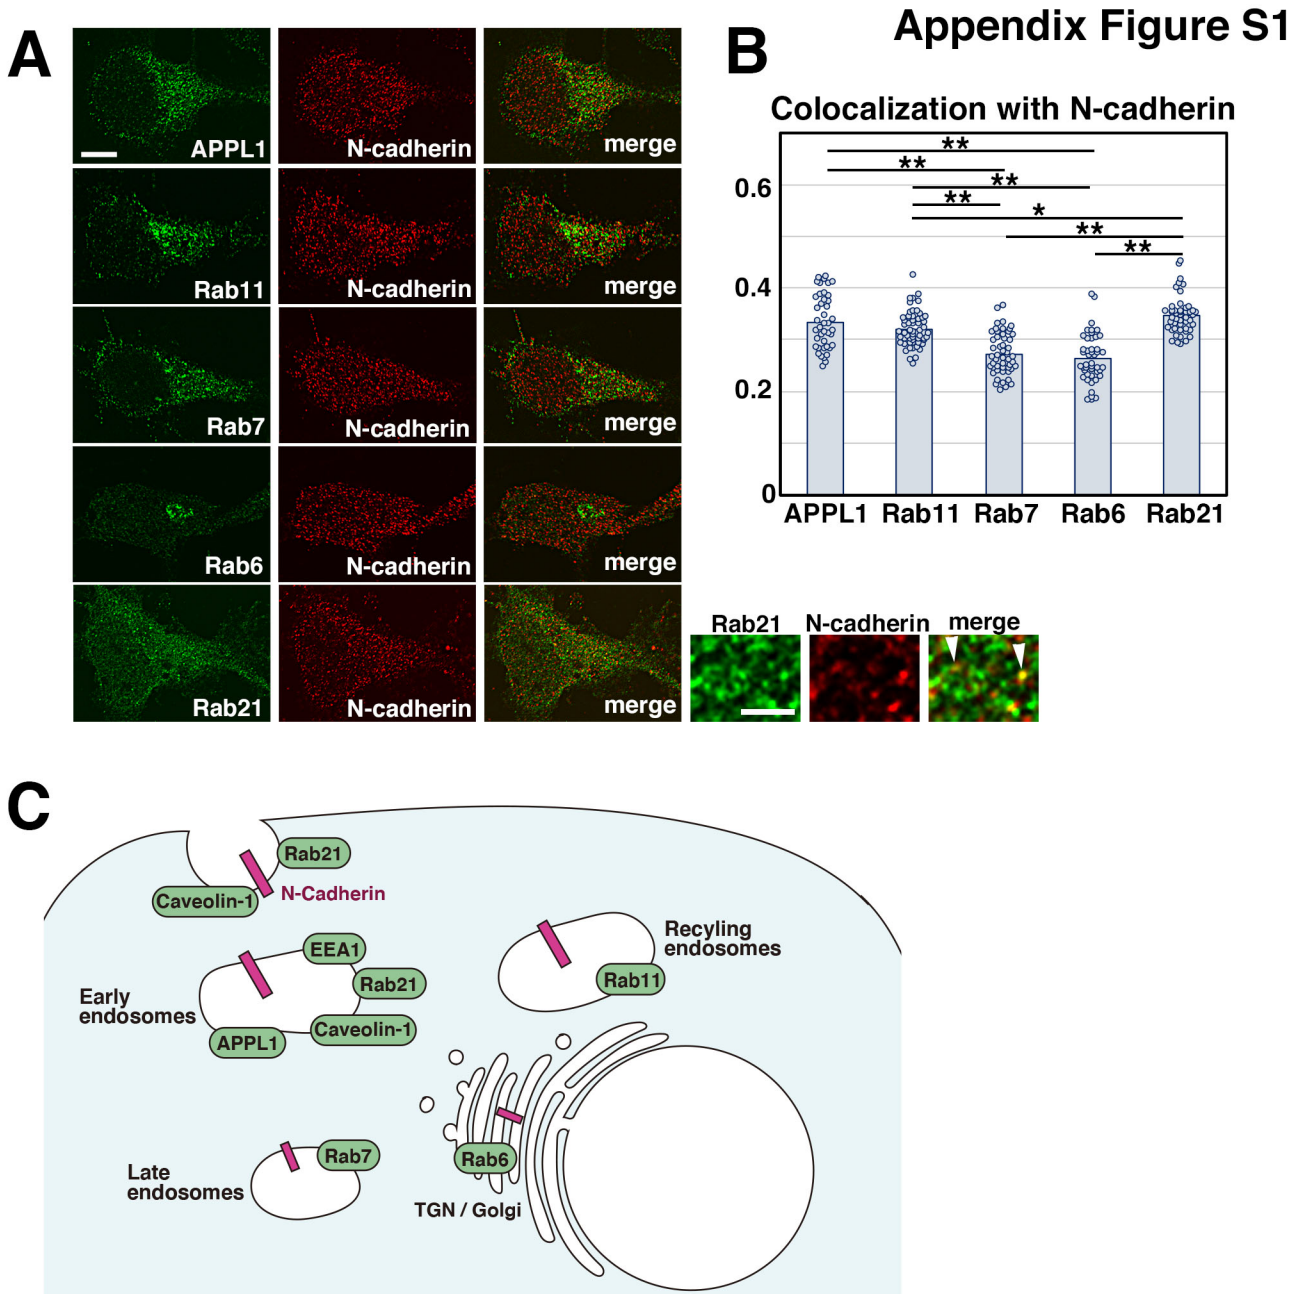 Appendix Figure S1
A
APPL1 N-cadherin merge
Rab11 N-cadherin merge
Rab7 N-cadherin merge
Rab6 N-cadherin merge
Rab21 N-cadherin merge
B
Colocalization with N-cadherin
**
**
**
**
*
**
**
0.6
0.4
0.2
0
APPL1 Rab11 Rab7 Rab6 Rab21
Rab21 N-cadherin merge
C
Rab21
Caveolin-1
N-Cadherin
EEA1
Rab21
Caveolin-1
APPL1
Early
endosomes
Recyling
endosomes
Rab11
Rab7
Late
endosomes
Rab6
TGN / Golgi